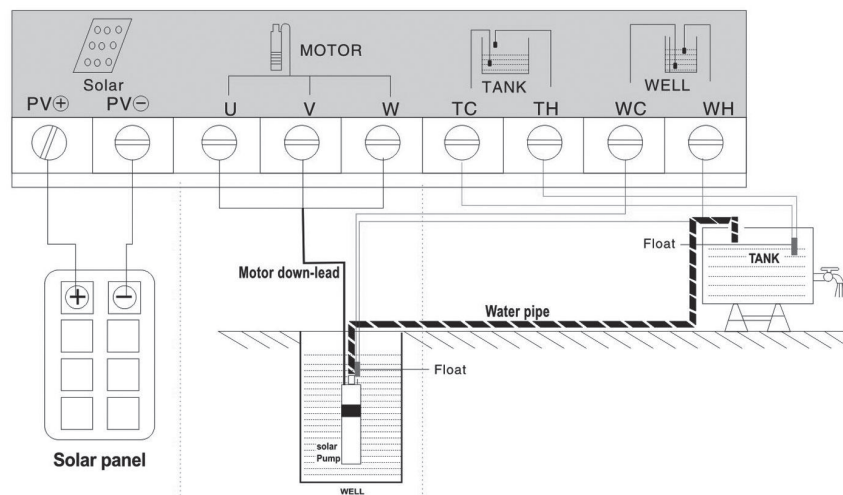 MOTOR
Solar
TANK
WELL
PV⊕
PV⊖
U
V
W
TC
TH
WC
WH
Float
TANK
Motor down-lead
Water pipe
⊕
⊖
Float
solar
Pump
Solar panel
WELL